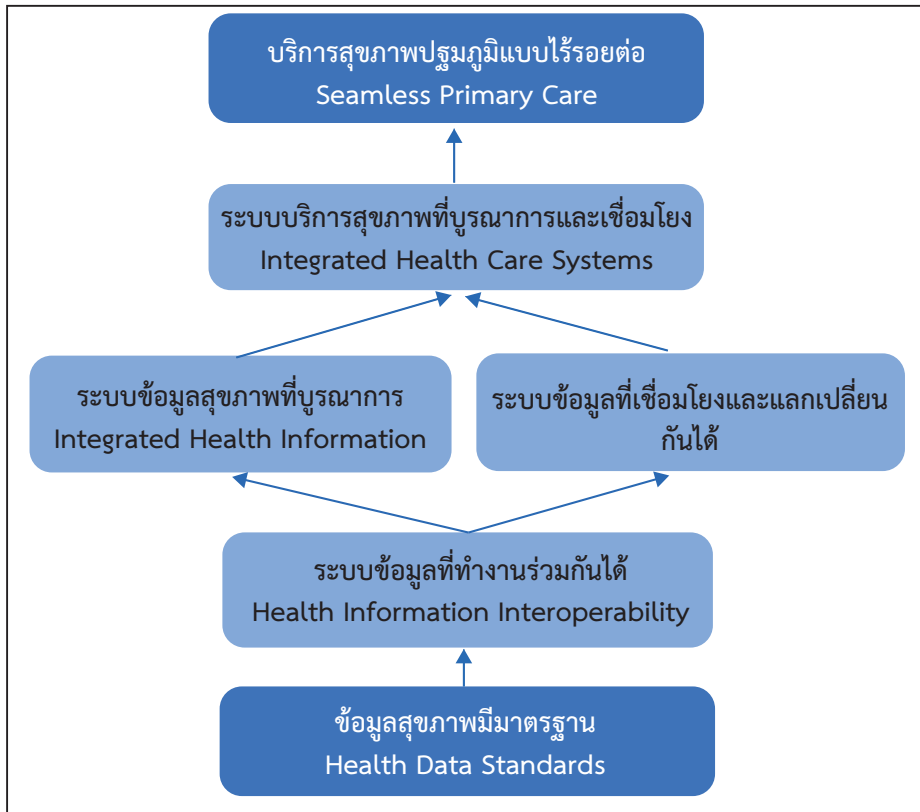 บริการสุขภาพปฐมภูมิแบบไร้รอยต่อ
Seamless Primary Care
ระบบบริการสุขภาพที่บูรณาการและเชื่อมโยง
Integrated Health Care Systems
ระบบข้อมูลสุขภาพที่บูรณาการ
Integrated Health Information
ระบบข้อมูลที่เชื่อมโยงและแลกเปลี่ยน
กันได้
ระบบข้อมูลที่ทำงานร่วมกันได้
Health Information Interoperability
ข้อมูลสุขภาพมีมาตรฐาน
Health Data Standards